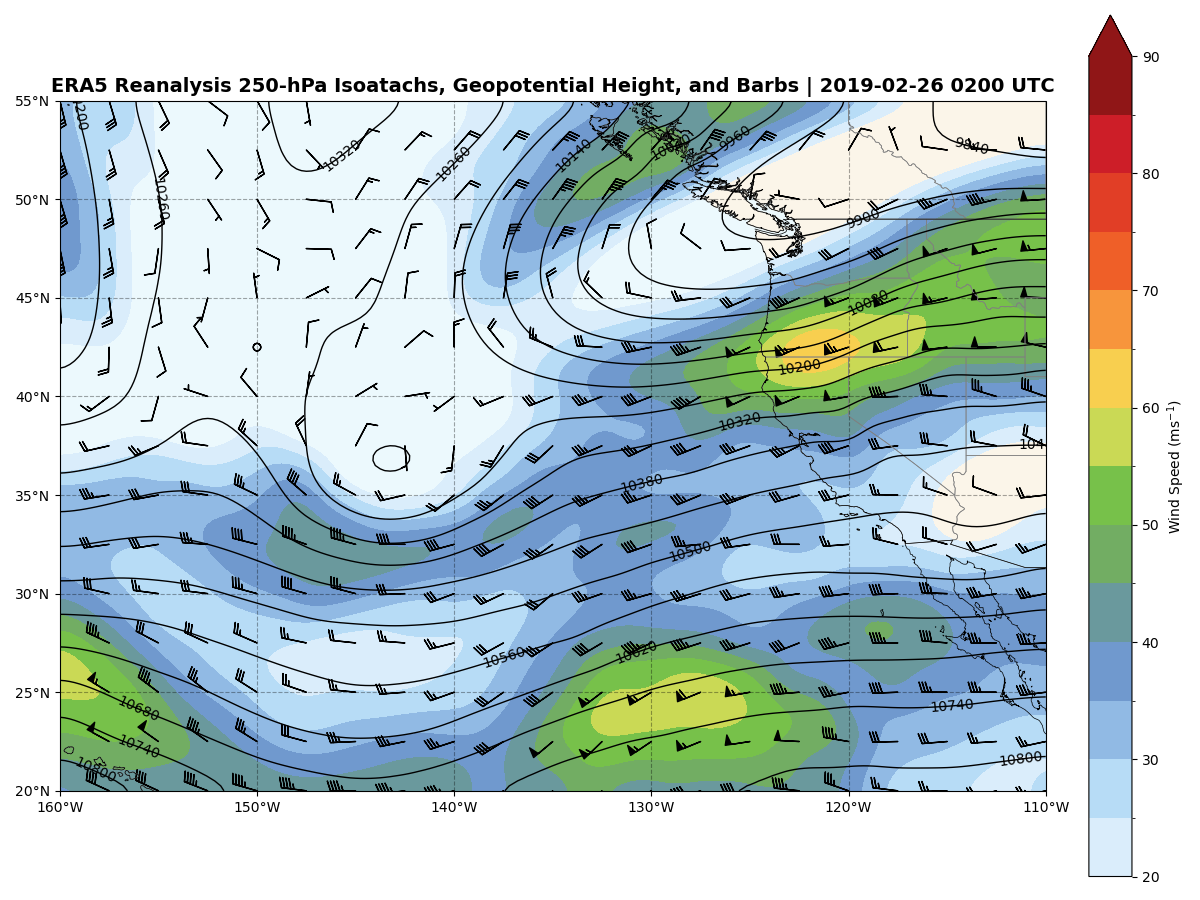 ERA5 Reanalysis 250-hPa Isoatachs, Geopotential Height, and Barbs | 2019-02-26 0200 UTC
90
80
70
60
50
40
30
20
Wind Speed (ms⁻¹)
55°N
50°N
45°N
40°N
35°N
30°N
25°N
20°N
160°W
150°W
140°W
130°W
120°W
110°W
10320
10260
10140
9960
9840
10260
9900
10080
10200
10320
104
10380
10500
10560
10620
10680
10740
10740
10800
10800